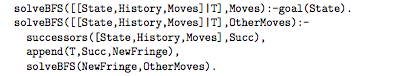 solveBFS([[State,History,Moves]|T],Moves):-goal(State).
solveBFS([[State,History,Moves]|T],OtherMoves):-
successors([State,History,Moves],Succ),
append(T,Succ,NewFringe),
solveBFS(NewFringe,OtherMoves).